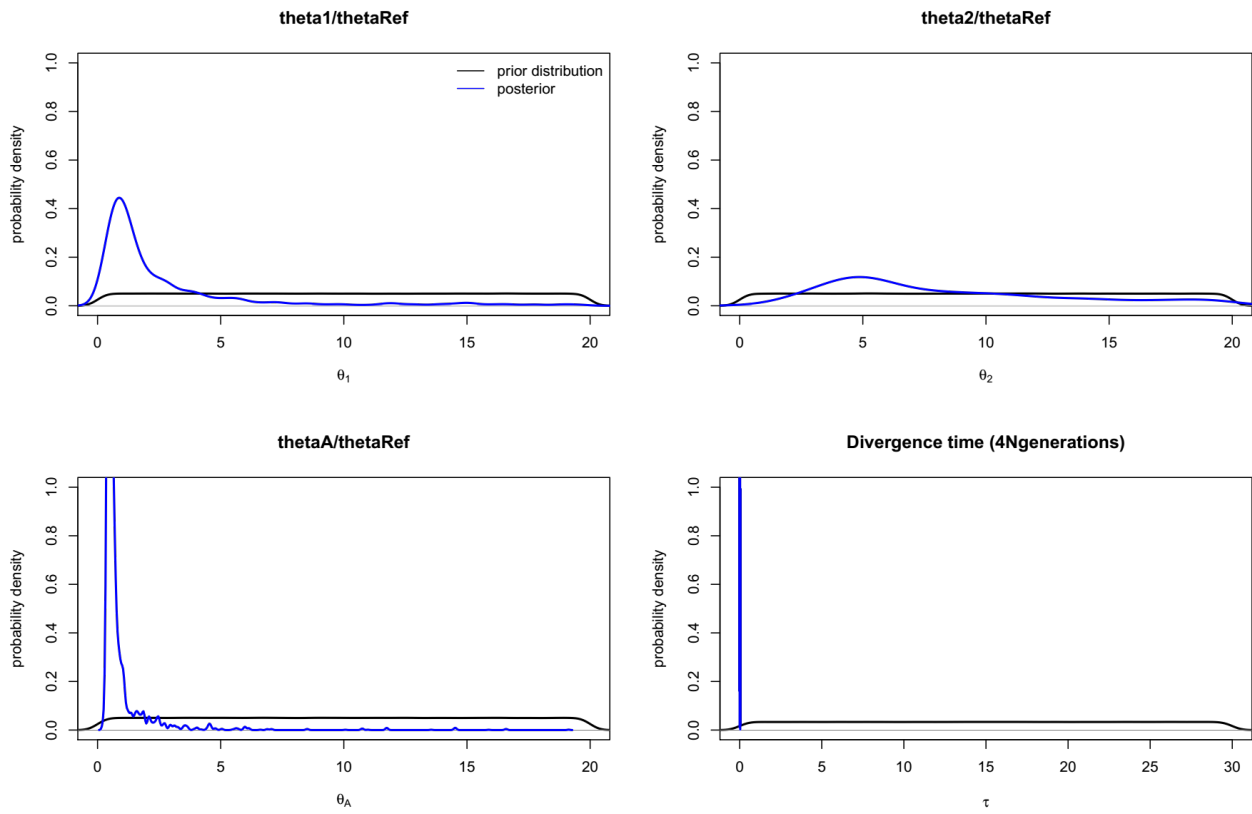 theta1/thetaRef
probability density
1.0
0.8
0.6
0.4
0.2
0.0
prior distribution
posterior
0 5 10 15 20
θ1
theta2/thetaRef
probability density
1.0
0.8
0.6
0.4
0.2
0.0
0 5 10 15 20
θ2
thetaA/thetaRef
probability density
1.0
0.8
0.6
0.4
0.2
0.0
0 5 10 15 20
θA
Divergence time (4Ngenerations)
probability density
1.0
0.8
0.6
0.4
0.2
0.0
0 5 10 15 20 25 30
τ